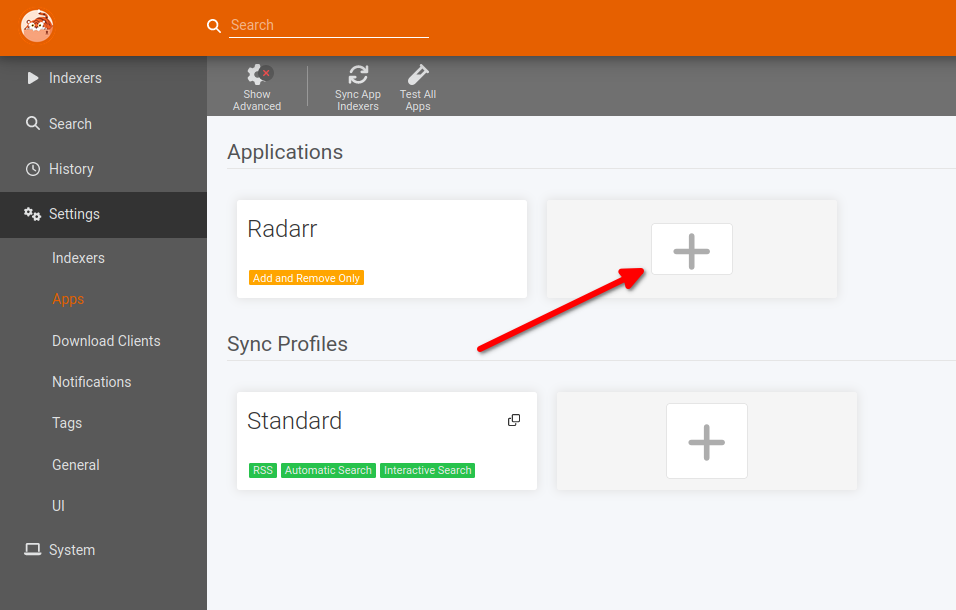 Search
Indexers
Search
History
Settings
Indexers
Apps
Download Clients
Notifications
Tags
General
UI
System
Show
Advanced
Sync App
Indexers
Test All
Apps
Applications
Radarr
Add and Remove Only
Sync Profiles
Standard
RSS
Automatic Search
Interactive Search